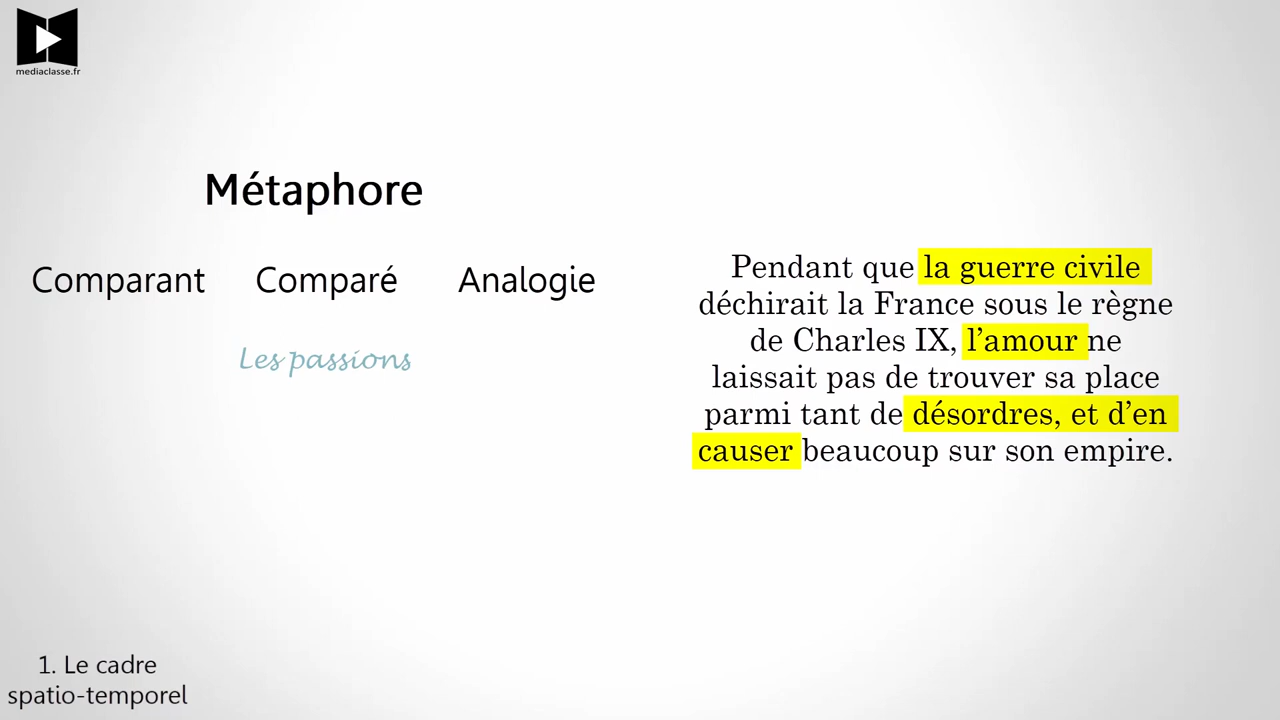 mediaclasse.fr
Métaphore
Comparant Comparé Analogie
Les passions
Pendant que la guerre civile
déchirait la France sous le règne
de Charles IX, l'amour ne
laissait pas de trouver sa place
parmi tant de désordres, et d'en
causer beaucoup sur son empire.
1. Le cadre
spatio-temporel